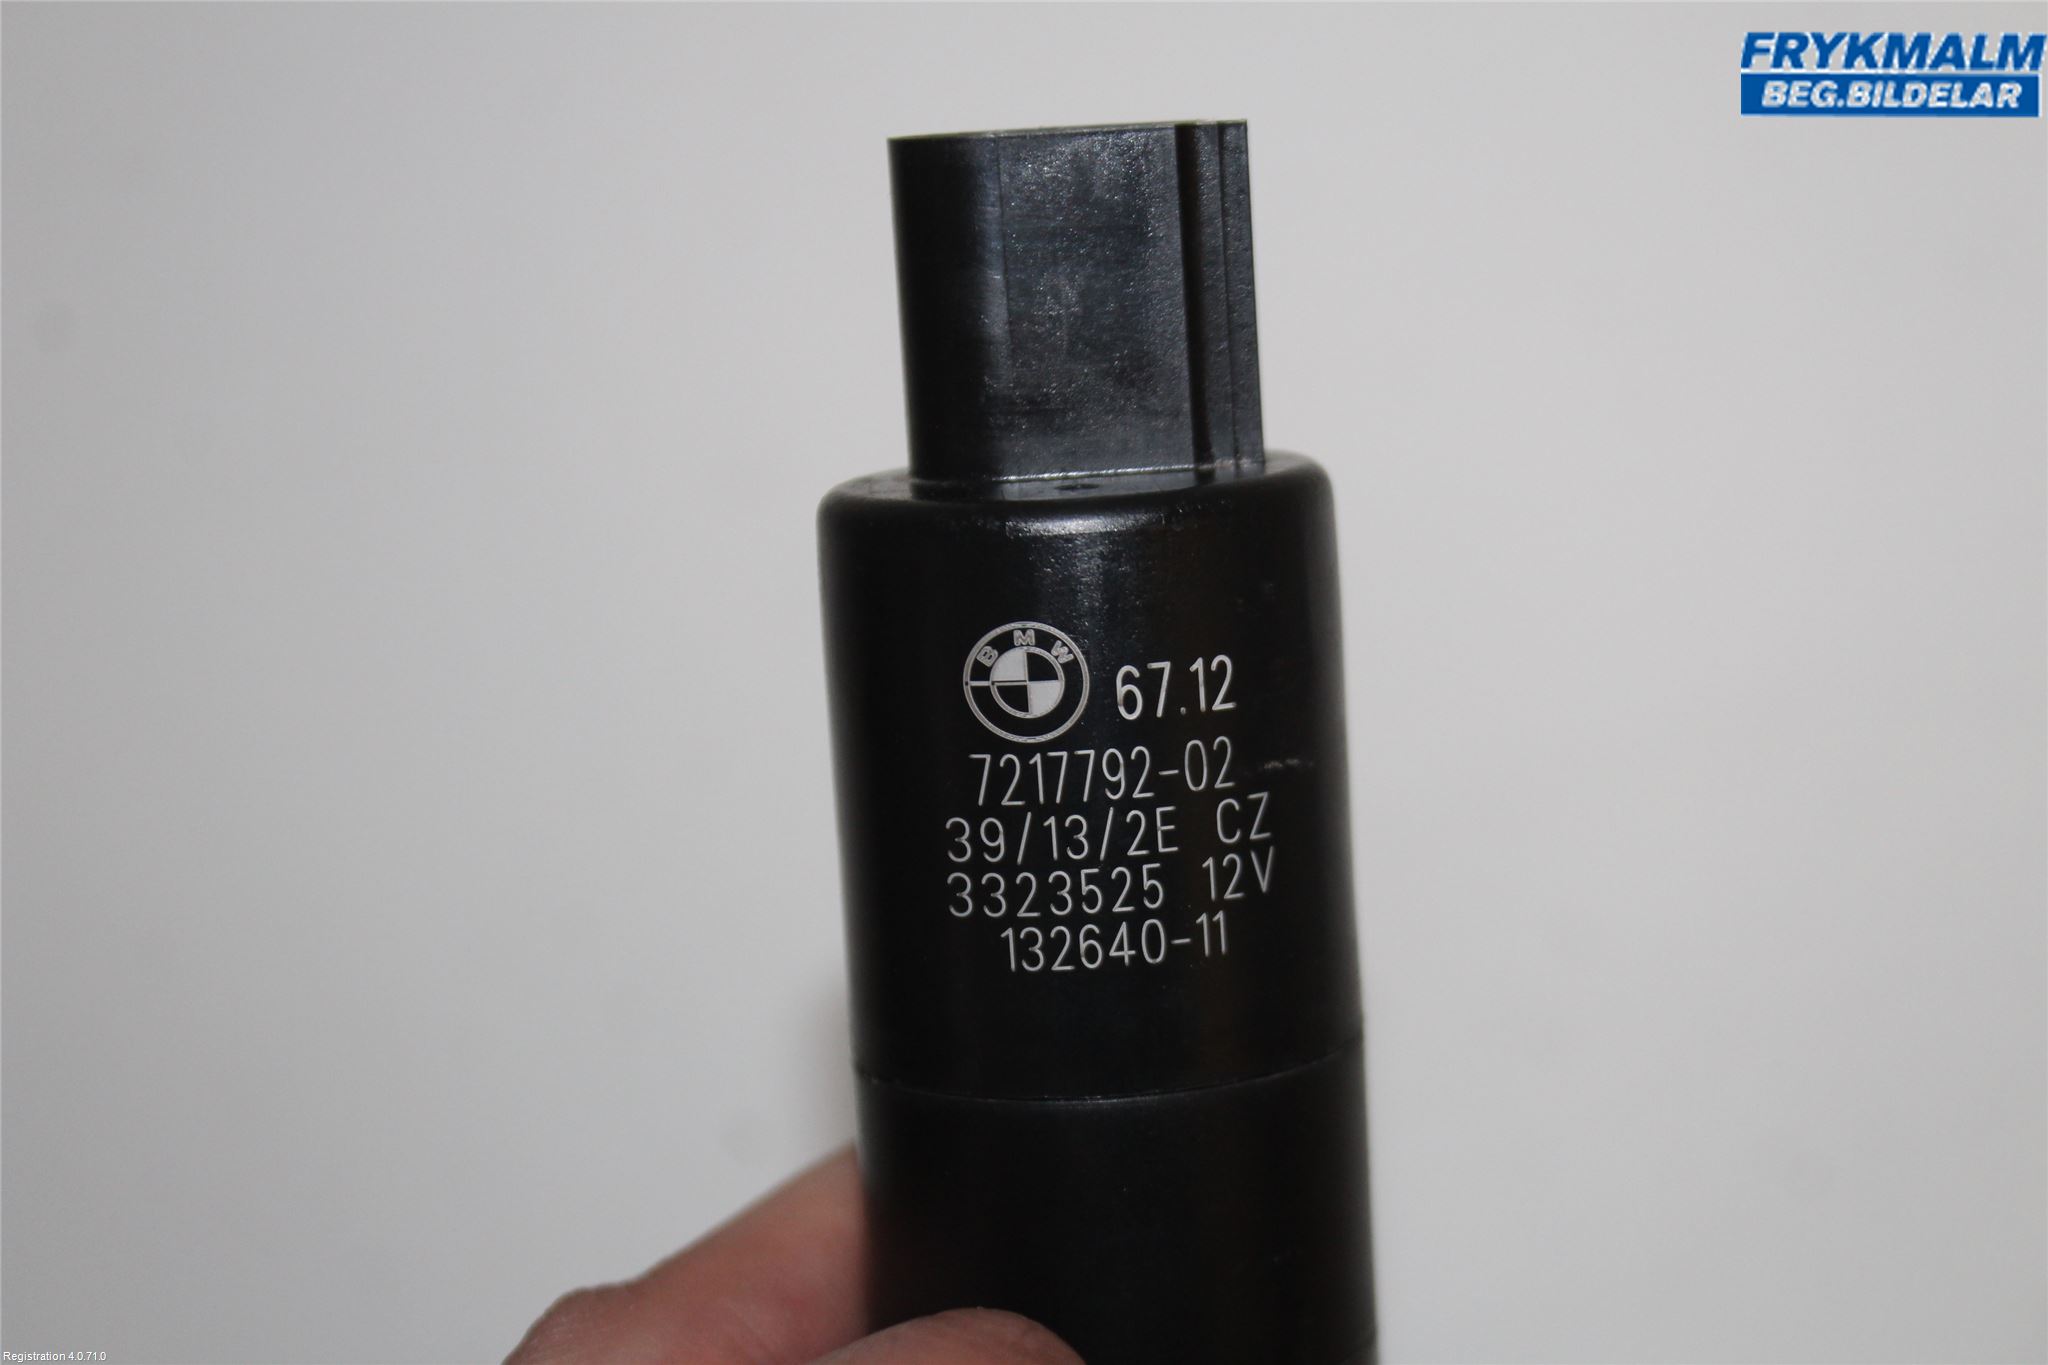 FRYKMALM
BEG.BILDELAR
BMW 67.12
7217792-02
39/13/2E CZ
3323525 12V
132640-11
Registration 4.0.71.0